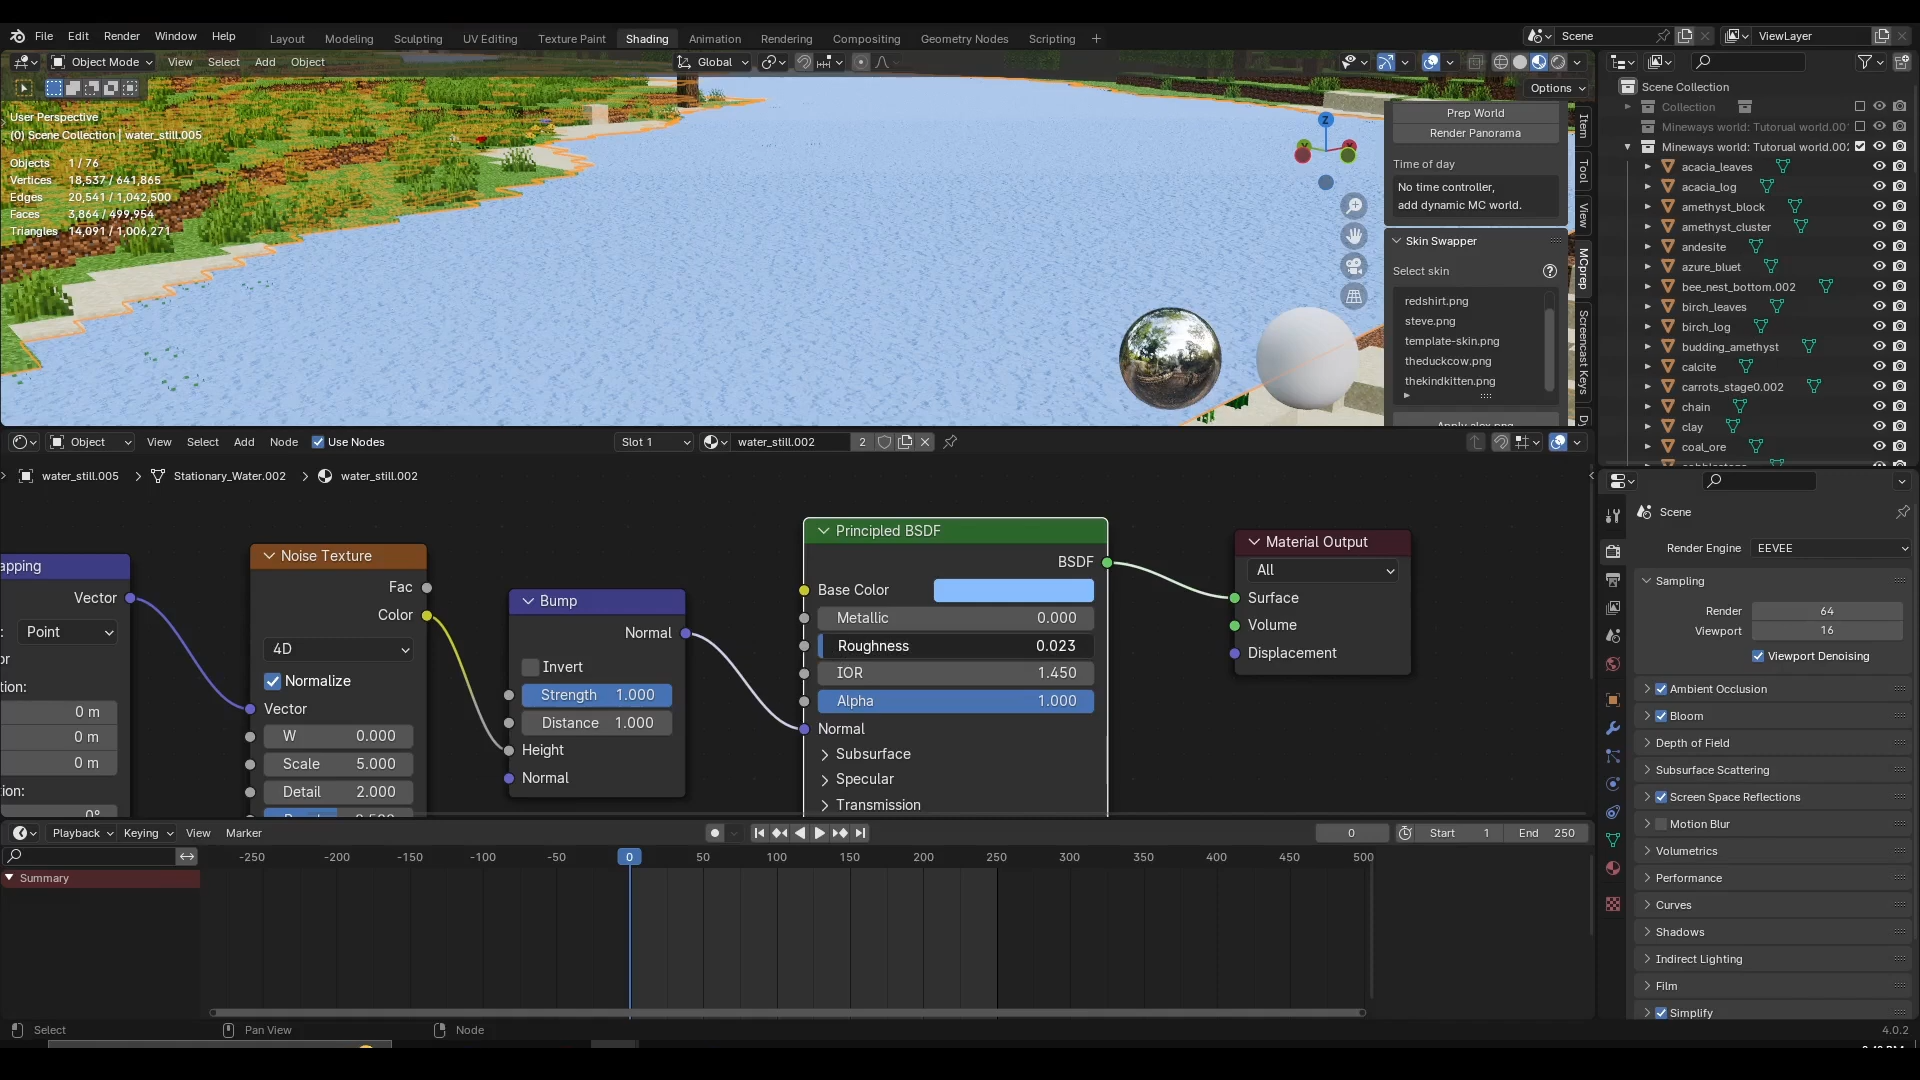 File Edit Render Window Help Layout Modeling Sculpting UV Editing Texture Paint Shading Animation Rendering Compositing Geometry Nodes Scripting + Scene ViewLayer
Object Mode View Select Add Object Global
Options
User Perspective
(0) Scene Collection | water_still.005
Objects 1 / 76
Vertices 18,537 / 641,865
Edges 20,541 / 1,042,500
Faces 3,864 / 499,954
Triangles 14,091 / 1,006,271
Z
Prep World
Render Panorama
Time of day
No time controller,
add dynamic MC world.
Skin Swapper
Select skin
redshirt.png
steve.png
template-skin.png
theduckcow.png
thekindkitten.png
Item
Tool
View
MCprep
Screencast Keys
Scene Collection
Collection
Mineways world: Tutorual world.00
Mineways world: Tutorual world.002
acacia_leaves
acacia_log
amethyst_block
amethyst_cluster
andesite
azure_bluet
bee_nest_bottom.002
birch_leaves
birch_log
budding_amethyst
calcite
carrots_stage0.002
chain
clay
coal_ore
Object View Select Add Node Use Nodes Slot 1 water_still.002 2
water_still.005 > Stationary_Water.002 > water_still.002
apping
Vector
Point
0 m
0 m
0 m
0°
Noise Texture
Fac
Color
4D
Normalize
Vector
W 0.000
Scale 5.000
Detail 2.000
Bump
Normal
Invert
Strength 1.000
Distance 1.000
Height
Normal
Principled BSDF
BSDF
Base Color
Metallic 0.000
Roughness 0.023
IOR 1.450
Alpha 1.000
Normal
Subsurface
Specular
Transmission
Material Output
All
Surface
Volume
Displacement
Scene
Render Engine EEVEE
Sampling
Render 64
Viewport 16
Viewport Denoising
Ambient Occlusion
Bloom
Depth of Field
Subsurface Scattering
Screen Space Reflections
Motion Blur
Volumetrics
Performance
Curves
Shadows
Indirect Lighting
Film
Simplify
Playback Keying View Marker 0 Start 1 End 250
-250 -200 -150 -100 -50 0 50 100 150 200 250 300 350 400 450 500
Summary
Select Pan View Node 4.0.2